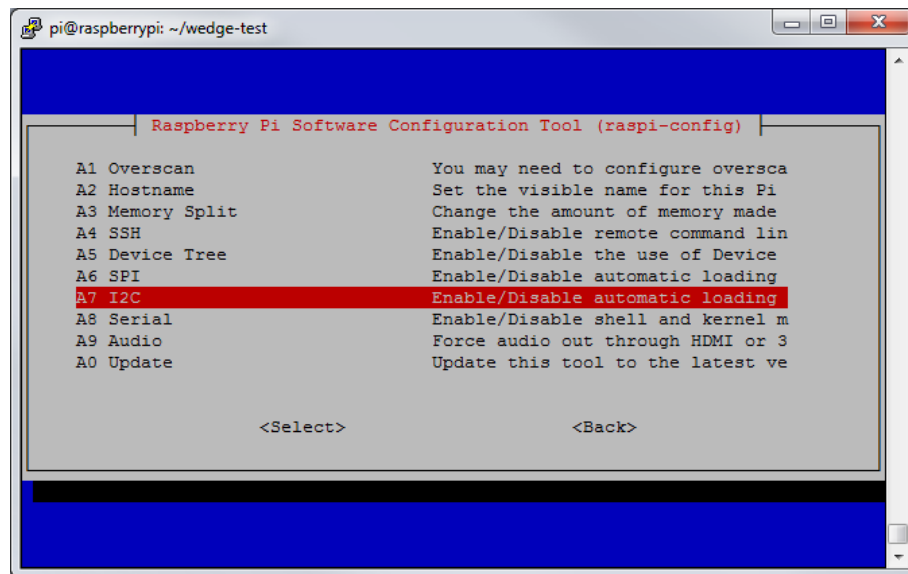 pi@raspberrypi: ~/wedge-test
Raspberry Pi Software Configuration Tool (raspi-config)
A1 Overscan You may need to configure oversca
A2 Hostname Set the visible name for this Pi
A3 Memory Split Change the amount of memory made
A4 SSH Enable/Disable remote command lin
A5 Device Tree Enable/Disable the use of Device
A6 SPI Enable/Disable automatic loading
A7 I2C Enable/Disable automatic loading
A8 Serial Enable/Disable shell and kernel m
A9 Audio Force audio out through HDMI or 3
A0 Update Update this tool to the latest ve
<Select> <Back>